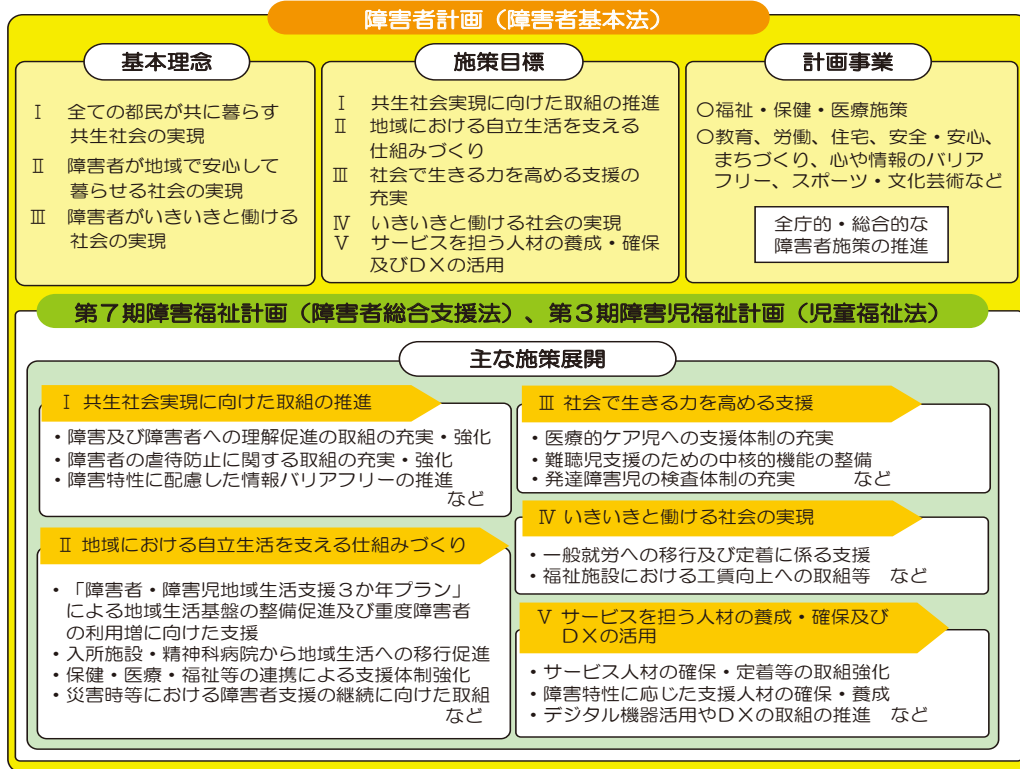 障害者計画（障害者基本法）
基本理念
Ⅰ 全ての都民が共に暮らす
共生社会の実現
Ⅱ 障害者が地域で安心して
暮らせる社会の実現
Ⅲ 障害者がいきいきと働ける
社会の実現
施策目標
Ⅰ 共生社会実現に向けた取組の推進
Ⅱ 地域における自立生活を支える
仕組みづくり
Ⅲ 社会で生きる力を高める支援の
充実
Ⅳ いきいきと働ける社会の実現
Ⅴ サービスを担う人材の養成・確保
及びＤＸの活用
計画事業
○福祉・保健・医療施策
○教育、労働、住宅、安全・安心、
まちづくり、心や情報のバリア
フリー、スポーツ・文化芸術など
全庁的・総合的な
障害者施策の推進
第７期障害福祉計画（障害者総合支援法）、第３期障害児福祉計画（児童福祉法）
主な施策展開
Ⅰ 共生社会実現に向けた取組の推進
・障害及び障害者への理解促進の取組の充実・強化
・障害者の虐待防止に関する取組の充実・強化
・障害特性に配慮した情報バリアフリーの推進
など
Ⅱ 地域における自立生活を支える仕組みづくり
・「障害者・障害児地域生活支援３か年プラン」
による地域生活基盤の整備促進及び重度障害者
の利用増に向けた支援
・入所施設・精神科病院から地域生活への移行促進
・保健・医療・福祉等の連携による支援体制強化
・災害時等における障害者支援の継続に向けた取組
など
Ⅲ 社会で生きる力を高める支援
・医療的ケア児への支援体制の充実
・難聴児支援のための中核的機能の整備
・発達障害児の検査体制の充実 など
Ⅳ いきいきと働ける社会の実現
・一般就労への移行及び定着に係る支援
・福祉施設における工賃向上への取組等 など
Ⅴ サービスを担う人材の養成・確保及び
ＤＸの活用
・サービス人材の確保・定着等の取組強化
・障害特性に応じた支援人材の確保・養成
・デジタル機器活用やＤＸの取組の推進 など